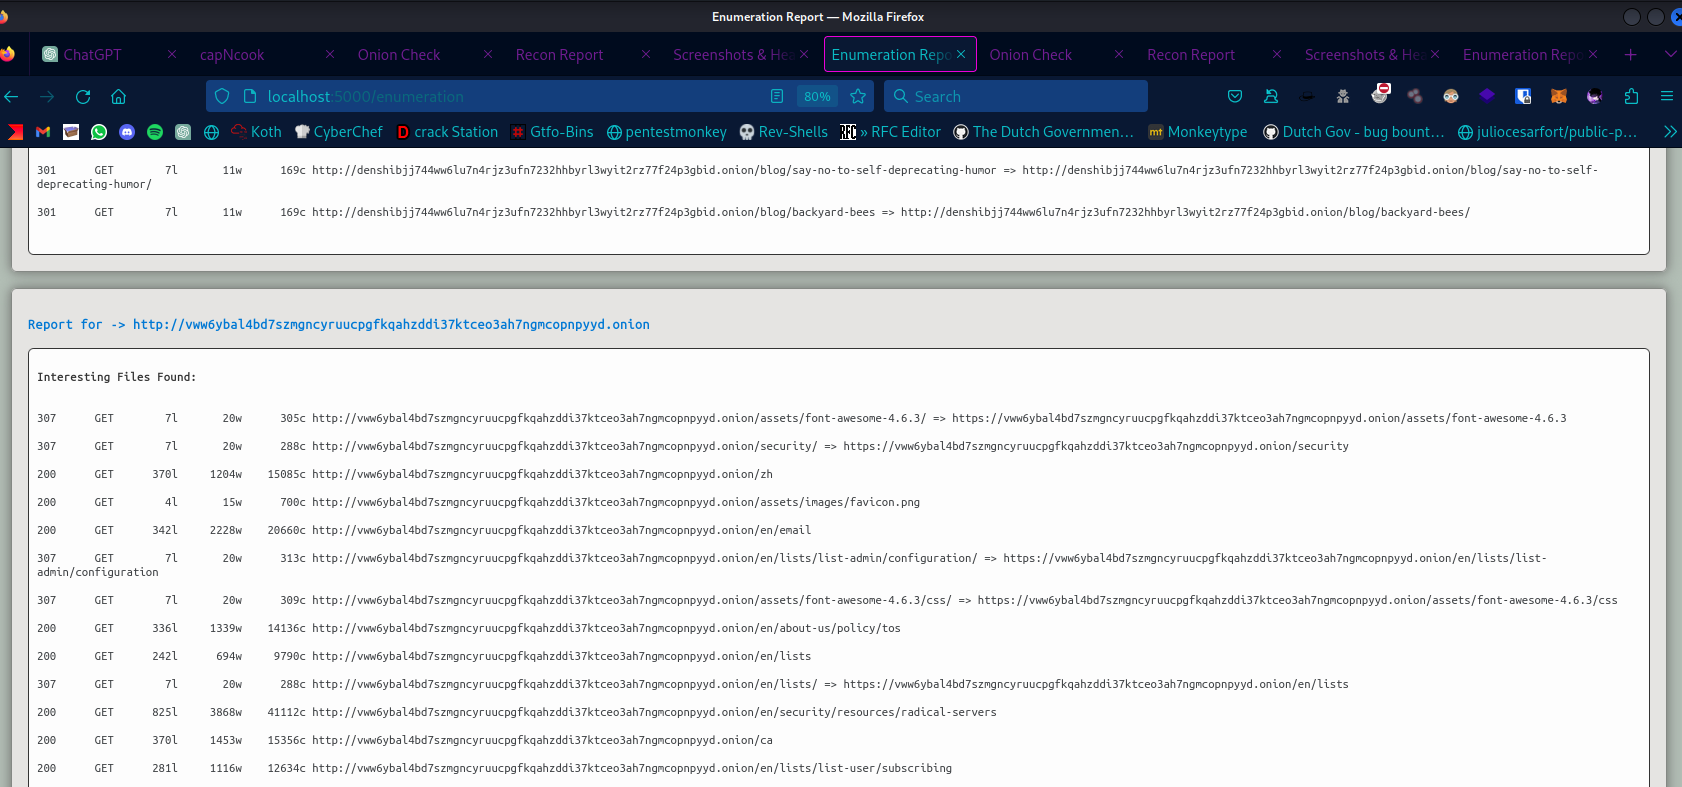 Enumeration Report — Mozilla Firefox
ChatGPT capNcook Onion Check Recon Report Screenshots & Hea Enumeration Repo Onion Check Recon Report Screenshots & Hea Enumeration Repo
localhost:5000/enumeration 80% Search
Koth CyberChef crack Station Gtfo-Bins pentestmonkey Rev-Shells RFC » RFC Editor The Dutch Governmen… mt Monkeytype Dutch Gov - bug bount… juliocesarfort/public-p…
301 GET 7l 11w 169c http://denshibjj744ww6lu7n4rjz3ufn7232hhbyrl3wyit2rz77f24p3gbid.onion/blog/say-no-to-self-deprecating-humor => http://denshibjj744ww6lu7n4rjz3ufn7232hhbyrl3wyit2rz77f24p3gbid.onion/blog/say-no-to-self-
deprecating-humor/
301 GET 7l 11w 169c http://denshibjj744ww6lu7n4rjz3ufn7232hhbyrl3wyit2rz77f24p3gbid.onion/blog/backyard-bees => http://denshibjj744ww6lu7n4rjz3ufn7232hhbyrl3wyit2rz77f24p3gbid.onion/blog/backyard-bees/
Report for -> http://vww6ybal4bd7szmgncyruucpgfkqahzddi37ktceo3ah7ngmcopnpyyd.onion
Interesting Files Found:
307 GET 7l 20w 305c http://vww6ybal4bd7szmgncyruucpgfkqahzddi37ktceo3ah7ngmcopnpyyd.onion/assets/font-awesome-4.6.3/ => https://vww6ybal4bd7szmgncyruucpgfkqahzddi37ktceo3ah7ngmcopnpyyd.onion/assets/font-awesome-4.6.3
307 GET 7l 20w 288c http://vww6ybal4bd7szmgncyruucpgfkqahzddi37ktceo3ah7ngmcopnpyyd.onion/security/ => https://vww6ybal4bd7szmgncyruucpgfkqahzddi37ktceo3ah7ngmcopnpyyd.onion/security
200 GET 370l 1204w 15085c http://vww6ybal4bd7szmgncyruucpgfkqahzddi37ktceo3ah7ngmcopnpyyd.onion/zh
200 GET 4l 15w 700c http://vww6ybal4bd7szmgncyruucpgfkqahzddi37ktceo3ah7ngmcopnpyyd.onion/assets/images/favicon.png
200 GET 342l 2228w 20660c http://vww6ybal4bd7szmgncyruucpgfkqahzddi37ktceo3ah7ngmcopnpyyd.onion/en/email
307 GET 7l 20w 313c http://vww6ybal4bd7szmgncyruucpgfkqahzddi37ktceo3ah7ngmcopnpyyd.onion/en/lists/list-admin/configuration/ => https://vww6ybal4bd7szmgncyruucpgfkqahzddi37ktceo3ah7ngmcopnpyyd.onion/en/lists/list-
admin/configuration
307 GET 7l 20w 309c http://vww6ybal4bd7szmgncyruucpgfkqahzddi37ktceo3ah7ngmcopnpyyd.onion/assets/font-awesome-4.6.3/css/ => https://vww6ybal4bd7szmgncyruucpgfkqahzddi37ktceo3ah7ngmcopnpyyd.onion/assets/font-awesome-4.6.3/css
200 GET 336l 1339w 14136c http://vww6ybal4bd7szmgncyruucpgfkqahzddi37ktceo3ah7ngmcopnpyyd.onion/en/about-us/policy/tos
200 GET 242l 694w 9790c http://vww6ybal4bd7szmgncyruucpgfkqahzddi37ktceo3ah7ngmcopnpyyd.onion/en/lists
307 GET 7l 20w 288c http://vww6ybal4bd7szmgncyruucpgfkqahzddi37ktceo3ah7ngmcopnpyyd.onion/en/lists/ => https://vww6ybal4bd7szmgncyruucpgfkqahzddi37ktceo3ah7ngmcopnpyyd.onion/en/lists
200 GET 825l 3868w 41112c http://vww6ybal4bd7szmgncyruucpgfkqahzddi37ktceo3ah7ngmcopnpyyd.onion/en/security/resources/radical-servers
200 GET 370l 1453w 15356c http://vww6ybal4bd7szmgncyruucpgfkqahzddi37ktceo3ah7ngmcopnpyyd.onion/ca
200 GET 281l 1116w 12634c http://vww6ybal4bd7szmgncyruucpgfkqahzddi37ktceo3ah7ngmcopnpyyd.onion/en/lists/list-user/subscribing